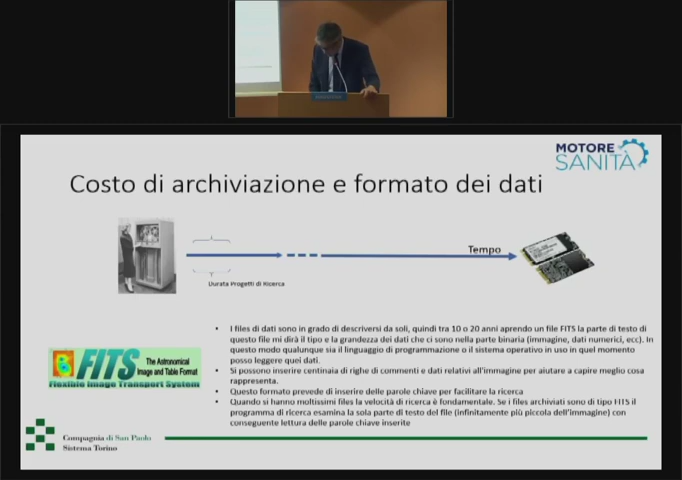 MOTORE
SANITÀ
Costo di archiviazione e formato dei dati
Tempo
Durata Progetti di Ricerca
• I files di dati sono in grado di descriversi da soli, quindi tra 10 o 20 anni aprendo un file FITS la parte di testo di
questo file mi dirà il tipo e la grandezza dei dati che ci sono nella parte binaria (immagine, dati numerici, ecc). In
questo modo qualunque sia il linguaggio di programmazione o il sistema operativo in uso in quel momento
posso leggere quei dati.
• Si possono inserire centinaia di righe di commenti e dati relativi all'immagine per aiutare a capire meglio cosa
rappresenta.
• Questo formato prevede di inserire delle parole chiave per facilitare la ricerca
• Quando si hanno moltissimi files la velocità di ricerca è fondamentale. Se i files archiviati sono di tipo FITS il
programma di ricerca esamina la sola parte di testo del file (infinitamente più piccola dell'immagine) con
conseguente lettura delle parole chiave inserite
FITS
The Astronomical
Image and Table Format
Flexible Image Transport System
Compagnia di San Paolo
Sistema Torino